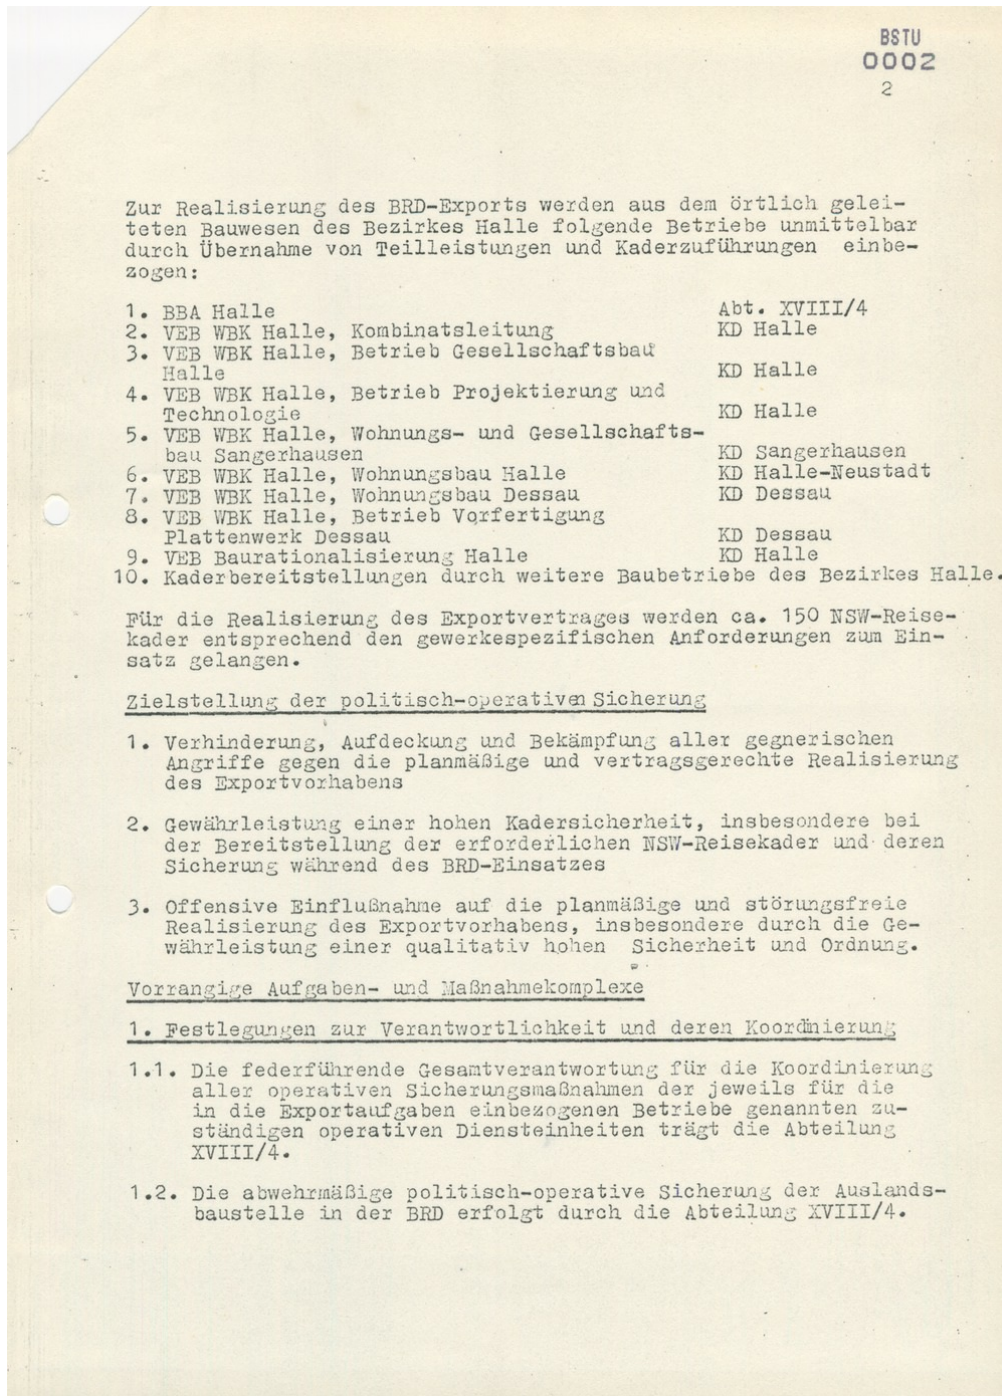 BSTU
0002
2
Zur Realisierung des BRD-Exports werden aus dem örtlich gelei-
teten Bauwesen des Bezirkes Halle folgende Betriebe unmittelbar
durch Übernahme von Teilleistungen und Kaderzuführungen einbe-
zogen:
1. BBA Halle Abt. XVIII/4
2. VEB WBK Halle, Kombinatsleitung KD Halle
3. VEB WBK Halle, Betrieb Gesellschaftsbau
Halle KD Halle
4. VEB WBK Halle, Betrieb Projektierung und
Technologie KD Halle
5. VEB WBK Halle, Wohnungs- und Gesellschafts-
bau Sangerhausen KD Sangerhausen
6. VEB WBK Halle, Wohnungsbau Halle KD Halle-Neustadt
7. VEB WBK Halle, Wohnungsbau Dessau KD Dessau
8. VEB WBK Halle, Betrieb Vorfertigung
Plattenwerk Dessau KD Dessau
9. VEB Baurationalisierung Halle KD Halle
10. Kaderbereitstellungen durch weitere Baubetriebe des Bezirkes Halle.
Für die Realisierung des Exportvertrages werden ca. 150 NSW-Reise-
kader entsprechend den gewerkespezifischen Anforderungen zum Ein-
satz gelangen.
Zielstellung der politisch-operativen Sicherung
1. Verhinderung, Aufdeckung und Bekämpfung aller gegnerischen
Angriffe gegen die planmäßige und vertragsgerechte Realisierung
des Exportvorhabens
2. Gewährleistung einer hohen Kadersicherheit, insbesondere bei
der Bereitstellung der erforderlichen NSW-Reisekader und deren
Sicherung während des BRD-Einsatzes
3. Offensive Einflußnahme auf die planmäßige und störungsfreie
Realisierung des Exportvorhabens, insbesondere durch die Ge-
währleistung einer qualitativ hohen Sicherheit und Ordnung.
Vorrangige Aufgaben- und Maßnahmekomplexe
1. Festlegungen zur Verantwortlichkeit und deren Koordinierung
1.1. Die federführende Gesamtverantwortung für die Koordinierung
aller operativen Sicherungsmaßnahmen der jeweils für die
in die Exportaufgaben einbezogenen Betriebe genannten zu-
ständigen operativen Diensteinheiten trägt die Abteilung
XVIII/4.
1.2. Die abwehrmäßige politisch-operative Sicherung der Auslands-
baustelle in der BRD erfolgt durch die Abteilung XVIII/4.